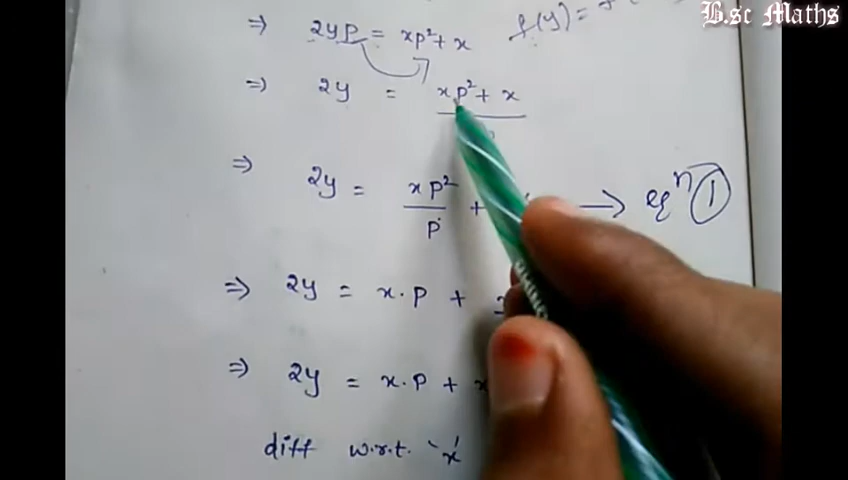 B.sc Maths
⇒ 2yp = xp²+x
f(y)=
⇒ 2y = xp²+ x
⇒ 2y = xp²/p + → eqⁿ ①
⇒ 2y = x.p +
⇒ 2y = x.p + x
diff w.r.t. 'x'